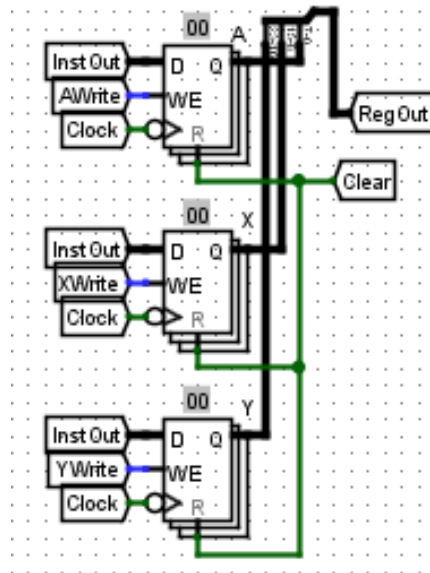 00
A
Inst Out
D Q
AWrite
WE
Clock
R
Reg Out
Clear
00
X
Inst Out
D Q
XWrite
WE
Clock
R
00
Y
Inst Out
D Q
YWrite
WE
Clock
R